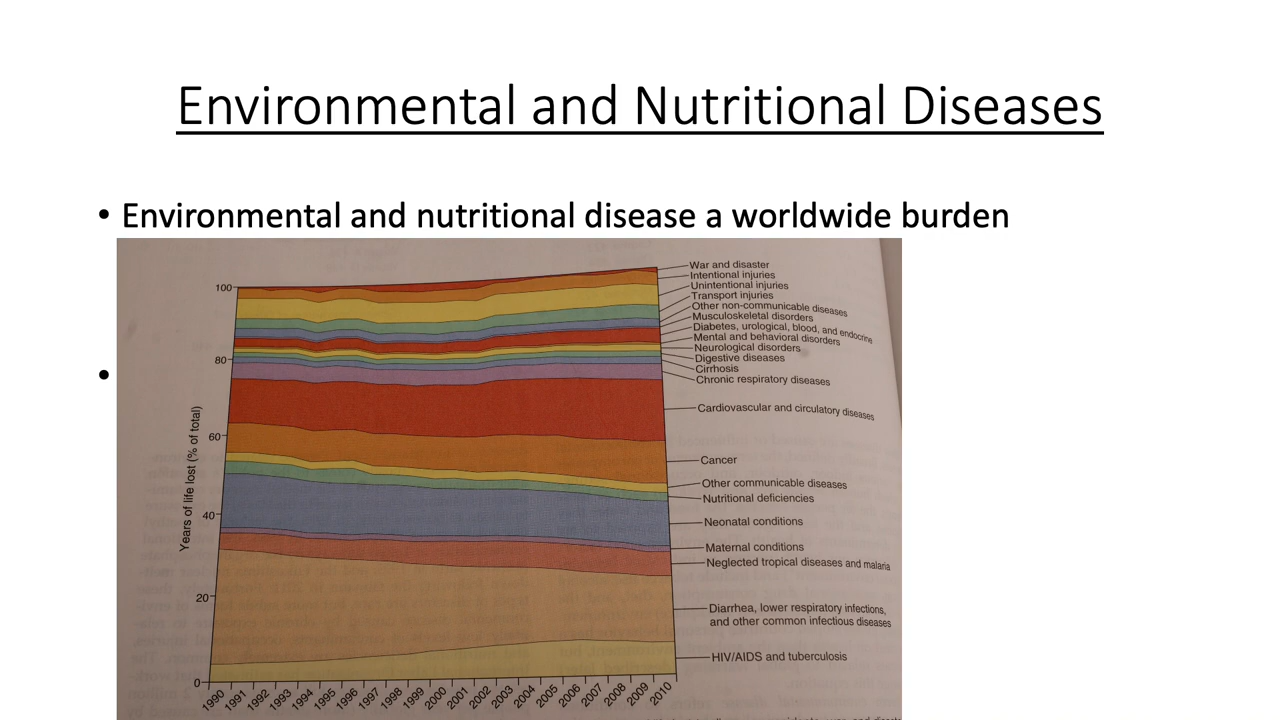 Environmental and Nutritional Diseases
• Environmental and nutritional disease a worldwide burden
•
War and disaster
Intentional injuries
Unintentional injuries
Transport injuries
Other non-communicable diseases
Musculoskeletal disorders
Diabetes, urological, blood, and endocrine
Mental and behavioral disorders
Neurological disorders
Digestive diseases
Cirrhosis
Chronic respiratory diseases
Cardiovascular and circulatory diseases
Cancer
Other communicable diseases
Nutritional deficiencies
Neonatal conditions
Maternal conditions
Neglected tropical diseases and malaria
Diarrhea, lower respiratory infections,
and other common infectious diseases
HIV/AIDS and tuberculosis
Years of life lost (% of total)
100
80
60
40
20
0
1990 1991 1992 1993 1994 1995 1996 1997 1998 1999 2000 2001 2002 2003 2004 2005 2006 2007 2008 2009 2010